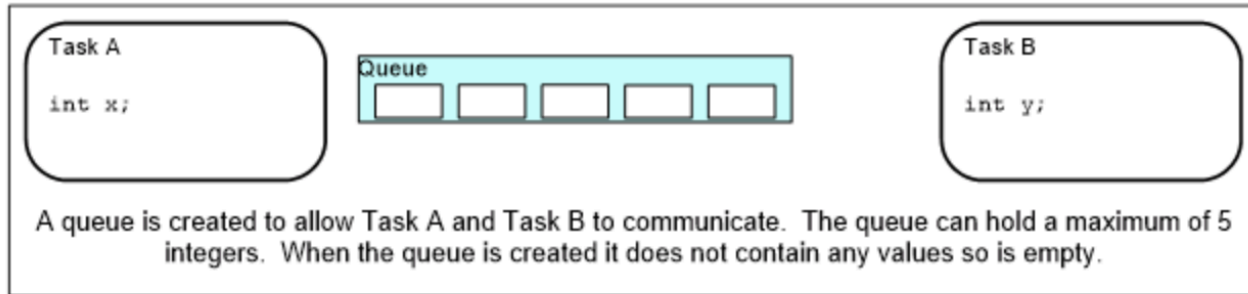 Task A
int x;
Queue
Task B
int y;
A queue is created to allow Task A and Task B to communicate.  The queue can hold a maximum of 5
integers.  When the queue is created it does not contain any values so is empty.